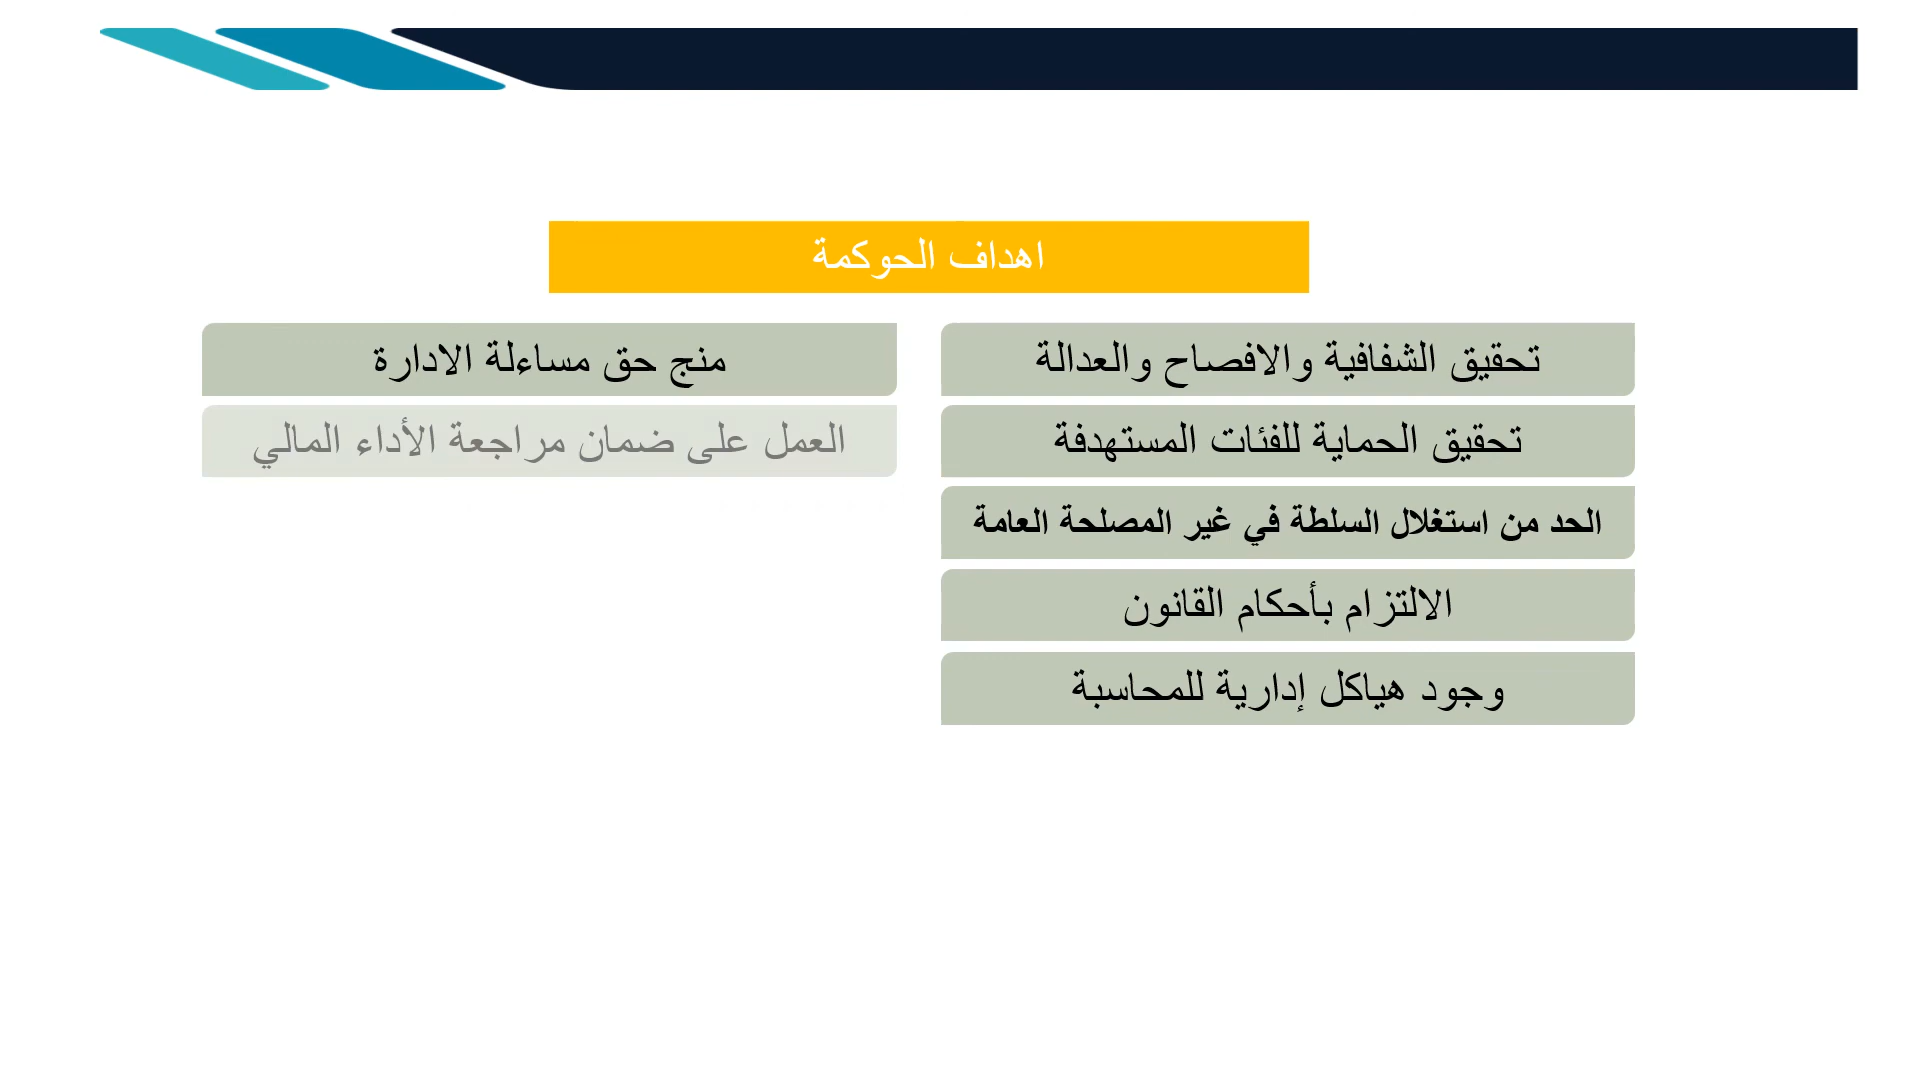 اهداف الحوكمة
تحقيق الشفافية والافصاح والعدالة
تحقيق الحماية للفئات المستهدفة
الحد من استغلال السلطة في غير المصلحة العامة
الالتزام بأحكام القانون
وجود هياكل إدارية للمحاسبة
منج حق مساءلة الادارة
العمل على ضمان مراجعة الأداء المالي